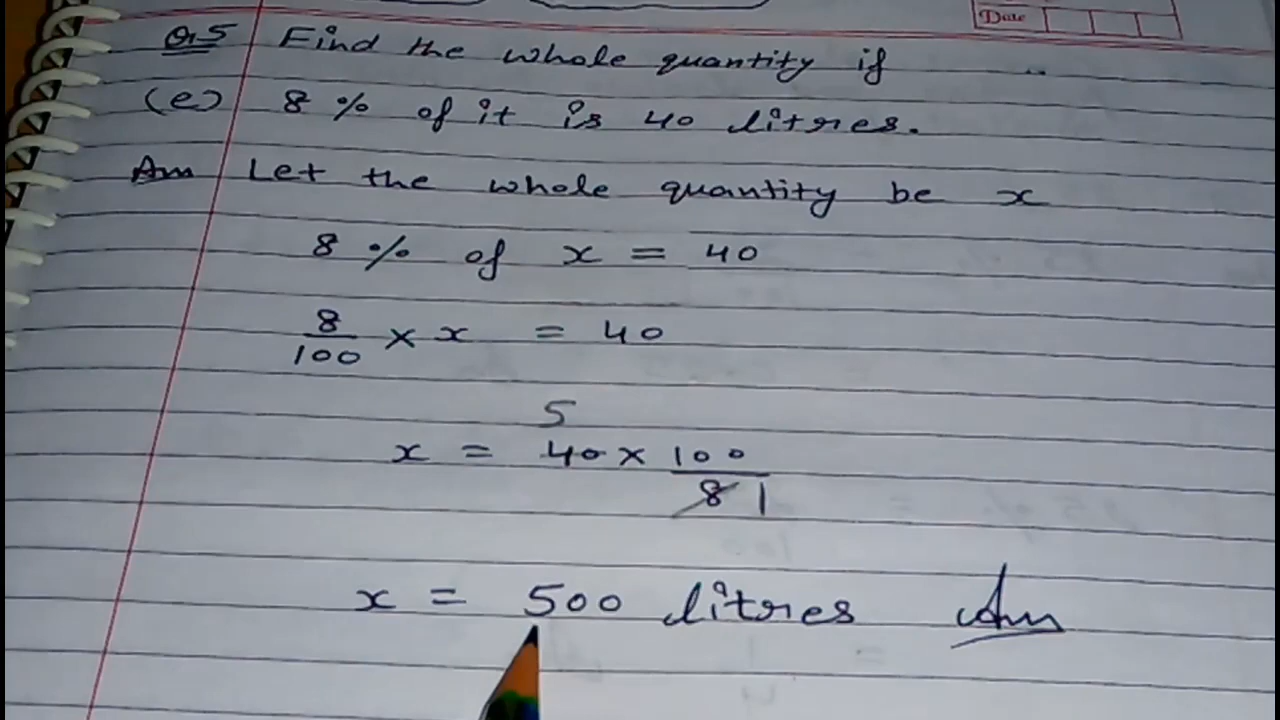 Date
Q.5 Find the whole quantity if
(e) 8 % of it is 40 litres.
Ans Let the whole quantity be x
8 % of x = 40
8/100 × x = 40
5
x = 40 × 100/8 1
x = 500 litres Ans